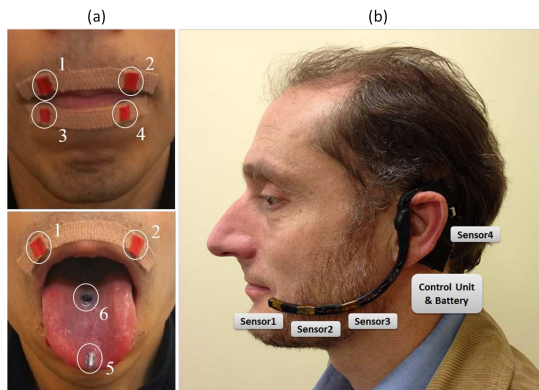 (a)
(b)
1
2
3
4
1
2
6
5
Sensor4
Control Unit
& Battery
Sensor1
Sensor2
Sensor3